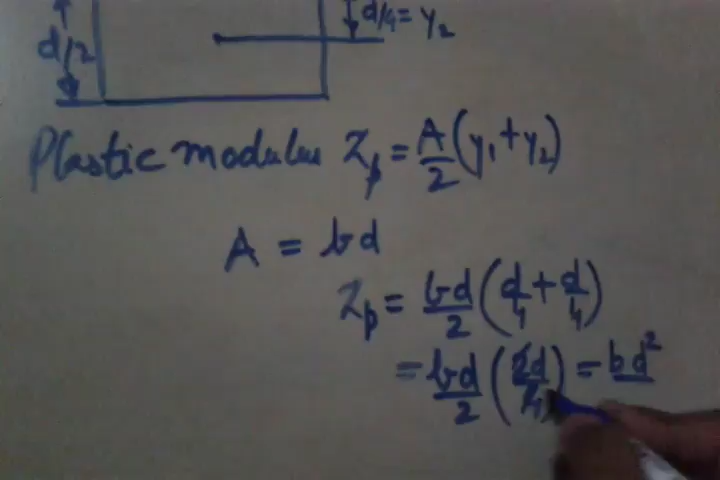 d/4 = y₂
d/2
Plastic modulus Zₚ = A/2 (y₁ + y₂)
A = bd
Zₚ = bd/2 (d/4 + d/4)
= bd/2 (2d/4) = bd²